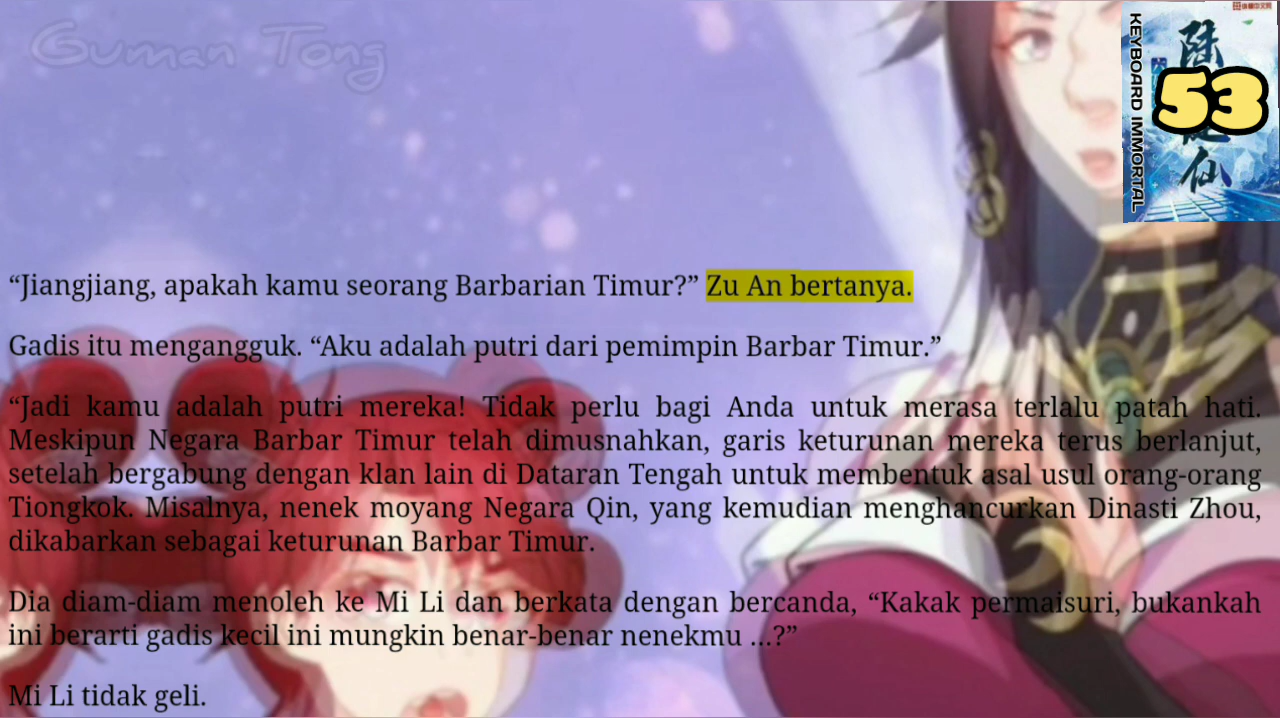 Guman Tong
KEYBOARD IMMORTAL
53
“Jiangjiang, apakah kamu seorang Barbarian Timur?” Zu An bertanya.
Gadis itu mengangguk. “Aku adalah putri dari pemimpin Barbar Timur.”
“Jadi kamu adalah putri mereka! Tidak perlu bagi Anda untuk merasa terlalu patah hati.
Meskipun Negara Barbar Timur telah dimusnahkan, garis keturunan mereka terus berlanjut,
setelah bergabung dengan klan lain di Dataran Tengah untuk membentuk asal usul orang-orang
Tiongkok. Misalnya, nenek moyang Negara Qin, yang kemudian menghancurkan Dinasti Zhou,
dikabarkan sebagai keturunan Barbar Timur.
Dia diam-diam menoleh ke Mi Li dan berkata dengan bercanda, “Kakak permaisuri, bukankah
ini berarti gadis kecil ini mungkin benar-benar nenekmu …?”
Mi Li tidak geli.